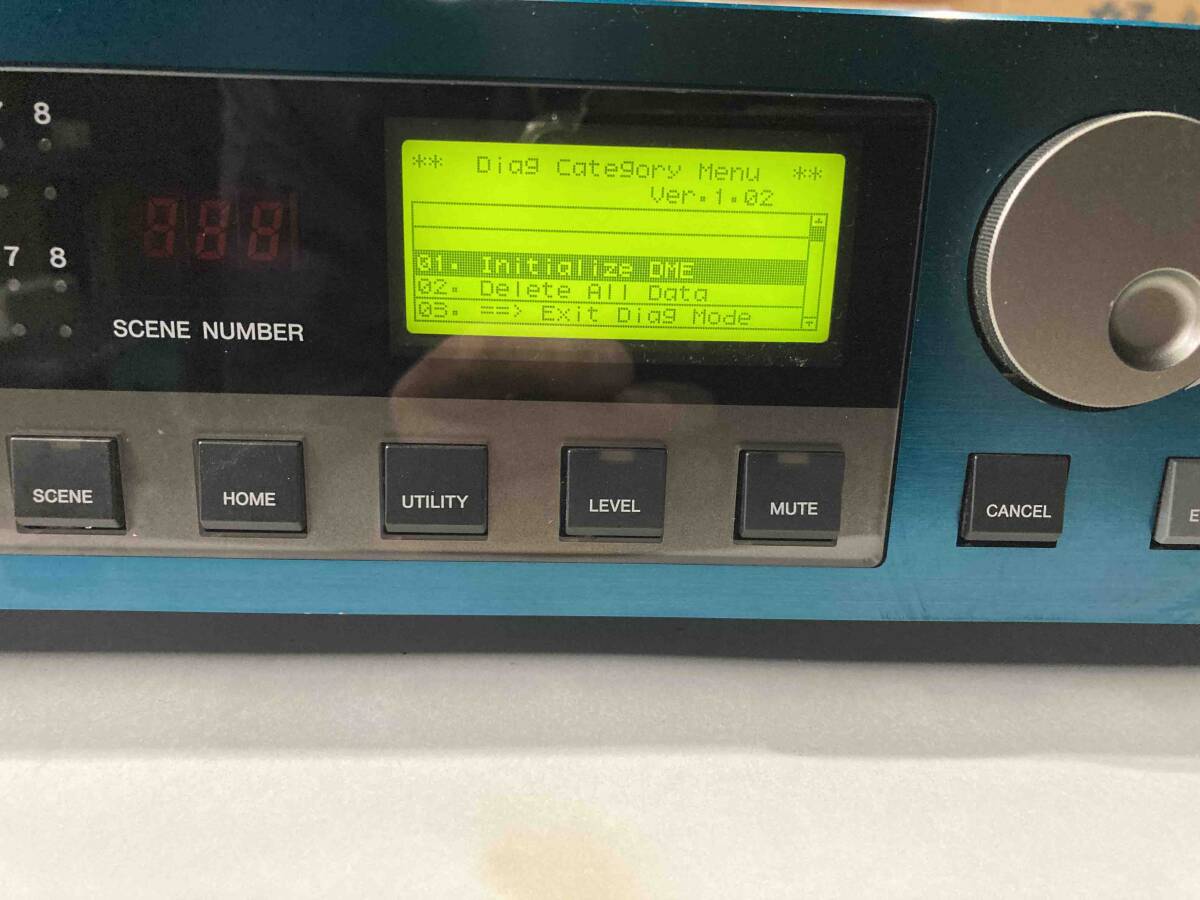 8
7 8
** Diag Category Menu **
Ver.1.02
01. Initialize DME
02. Delete All Data
03. ==> Exit Diag Mode
SCENE NUMBER
SCENE
HOME
UTILITY
LEVEL
MUTE
CANCEL
E